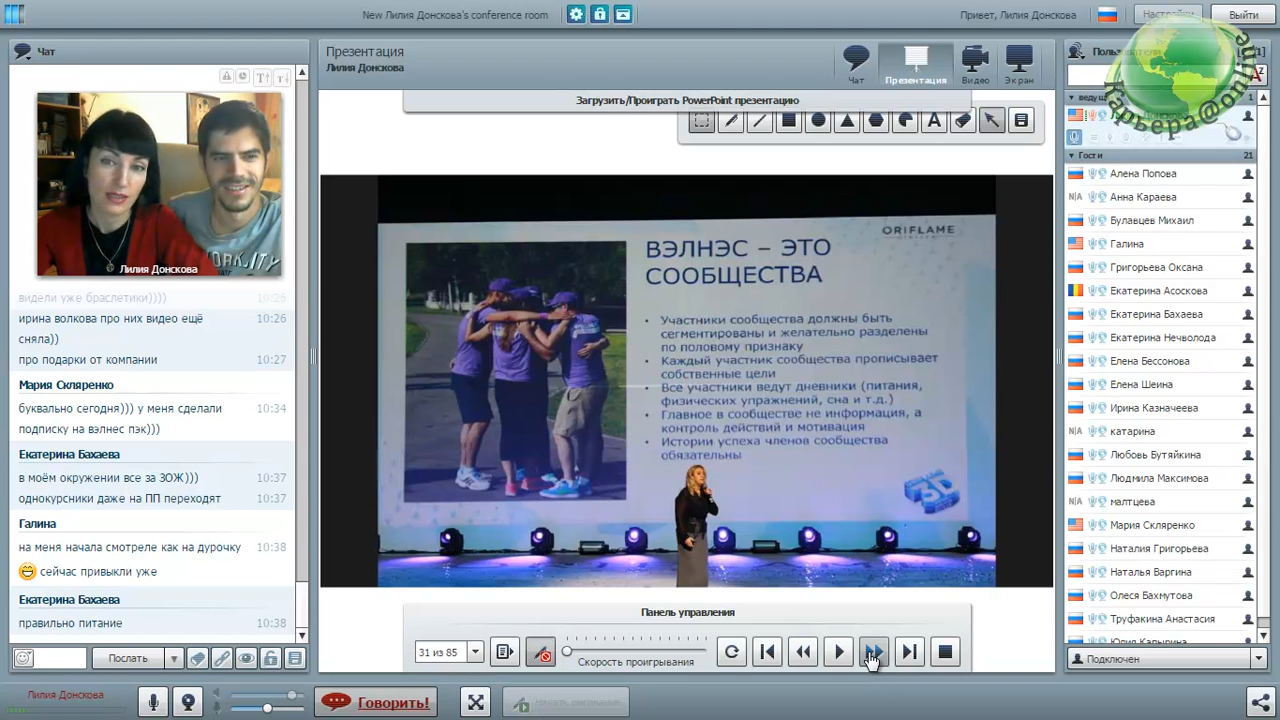 New Лилия Донскова's conference room
Привет, Лилия Донскова
Настройки
Выйти
Чат
Лилия Донскова
видели уже браслетики)))) 10:26
ирина волкова про них видео ещё 10:26
сняла))
про подарки от компании 10:27
Мария Скляренко
буквально сегодня))) у меня сделали 10:34
подписку на вэлнес пэк)))
Екатерина Бахаева
в моём окружении все за ЗОЖ))) 10:37
однокурсники даже на ПП переходят 10:37
Галина
на меня начала смотреле как на дурочку 10:38
сейчас привыкли уже
Екатерина Бахаева
правильно питание 10:38
Послать
Презентация
Лилия Донскова
Чат
Презентация
Видео
Экран
Загрузить/Проиграть PowerPoint презентацию
A
ORIFLAME
ВЭЛНЭС – ЭТО
СООБЩЕСТВА
• Участники сообщества должны быть
сегментированы и желательно разделены
по половому признаку
• Каждый участник сообщества прописывает
собственные цели
• Все участники ведут дневники (питания,
физических упражнений, сна и т.д.)
• Главное в сообществе не информация, а
контроль действий и мотивация
• Истории успеха членов сообщества
обязательны
Панель управления
31 из 85
Скорость проигрывания
карьера@online
Гости 21
Алена Попова
N/A Анна Караева
Булавцев Михаил
Галина
Григорьева Оксана
Екатерина Асоскова
Екатерина Бахаева
Екатерина Нечволода
Елена Бессонова
Елена Шеина
Ирина Казначеева
N/A катарина
Любовь Бутяйкина
Людмила Максимова
N/A малтцева
Мария Скляренко
Наталия Григорьева
Наталья Варгина
Олеся Бахмутова
Труфакина Анастасия
Подключен
Лилия Донскова
Говорить!